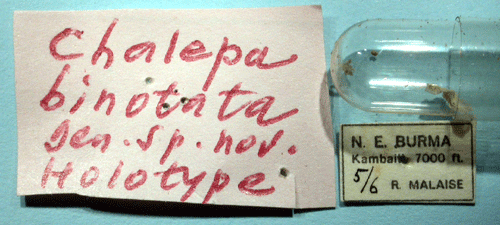 Chalepa
binotata
gen. sp. nov.
Holotype
N. E. BURMA
Kambaiti 7000 ft.
5/6 R. MALAISE